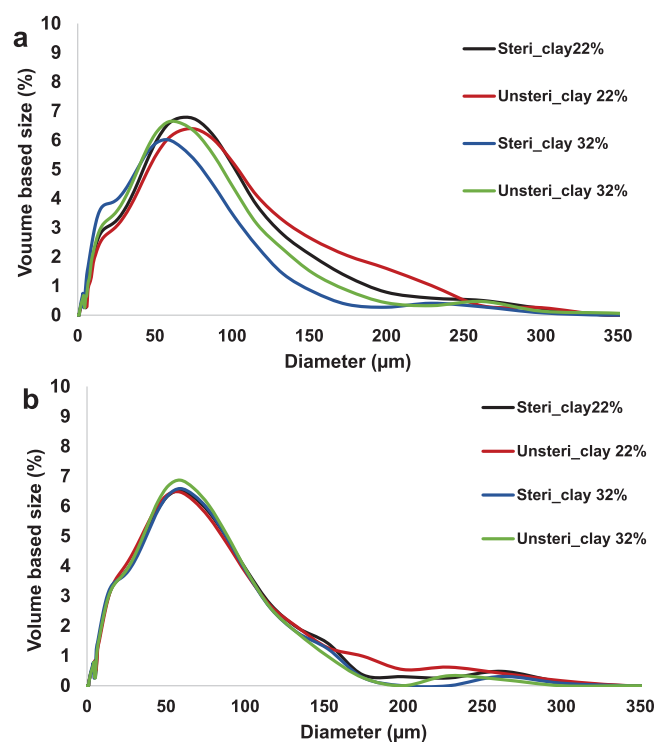 a
Vouume based size (%)
10
9
8
7
6
5
4
3
2
1
0
0 50 100 150 200 250 300 350
Diameter (µm)
Steri_clay22%
Unsteri_clay 22%
Steri_clay 32%
Unsteri_clay 32%
b
Volume based size (%)
10
9
8
7
6
5
4
3
2
1
0
0 50 100 150 200 250 300 350
Diameter (µm)
Steri_clay22%
Unsteri_clay 22%
Steri_clay 32%
Unsteri_clay 32%